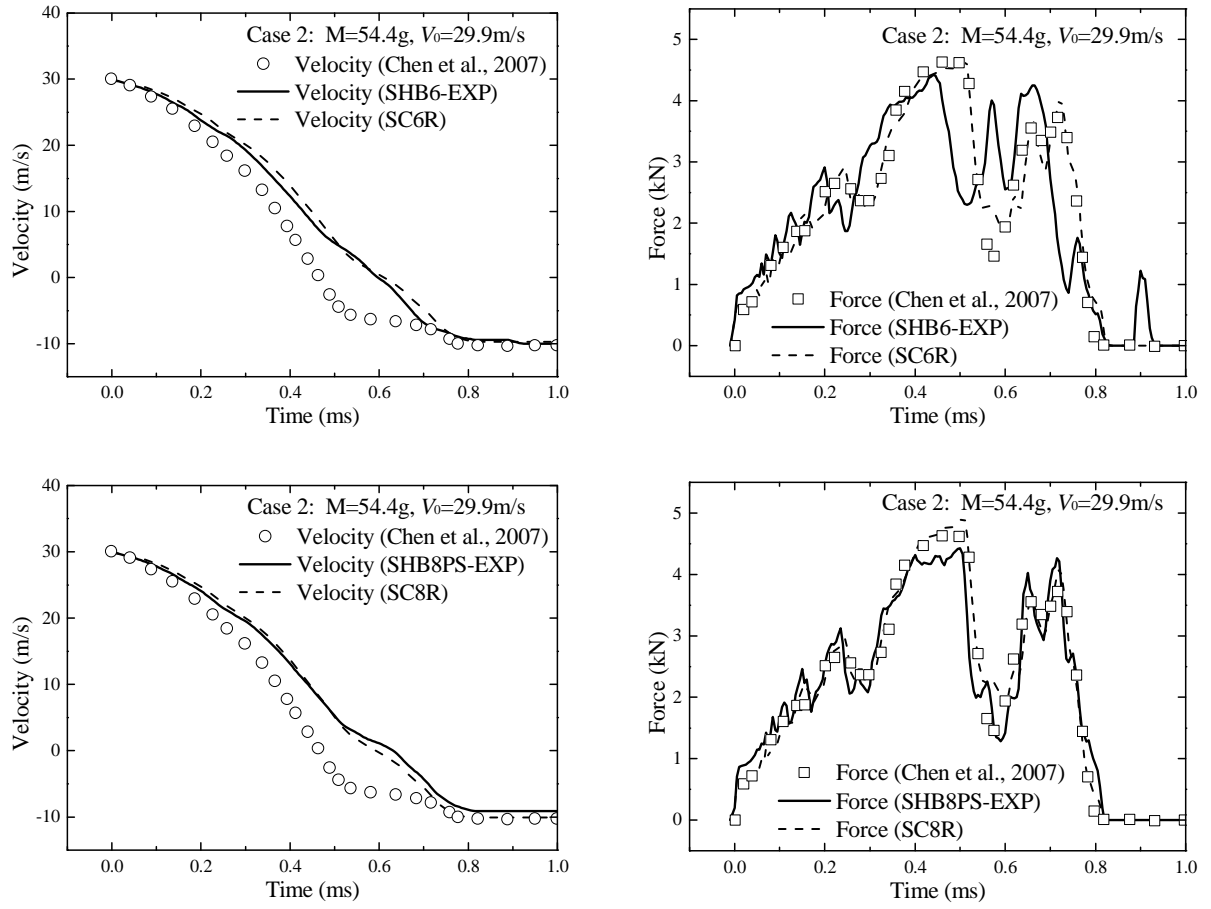 40
30
20
10
0
-10
Velocity (m/s)
Case 2: M=54.4g, V0=29.9m/s
Velocity (Chen et al., 2007)
Velocity (SHB6-EXP)
Velocity (SC6R)
0.0 0.2 0.4 0.6 0.8 1.0
Time (ms)
5
4
3
2
1
0
Force (kN)
Case 2: M=54.4g, V0=29.9m/s
Force (Chen et al., 2007)
Force (SHB6-EXP)
Force (SC6R)
0.0 0.2 0.4 0.6 0.8 1.0
Time (ms)
40
30
20
10
0
-10
Velocity (m/s)
Case 2: M=54.4g, V0=29.9m/s
Velocity (Chen et al., 2007)
Velocity (SHB8PS-EXP)
Velocity (SC8R)
0.0 0.2 0.4 0.6 0.8 1.0
Time (ms)
5
4
3
2
1
0
Force (kN)
Case 2: M=54.4g, V0=29.9m/s
Force (Chen et al., 2007)
Force (SHB8PS-EXP)
Force (SC8R)
0.0 0.2 0.4 0.6 0.8 1.0
Time (ms)